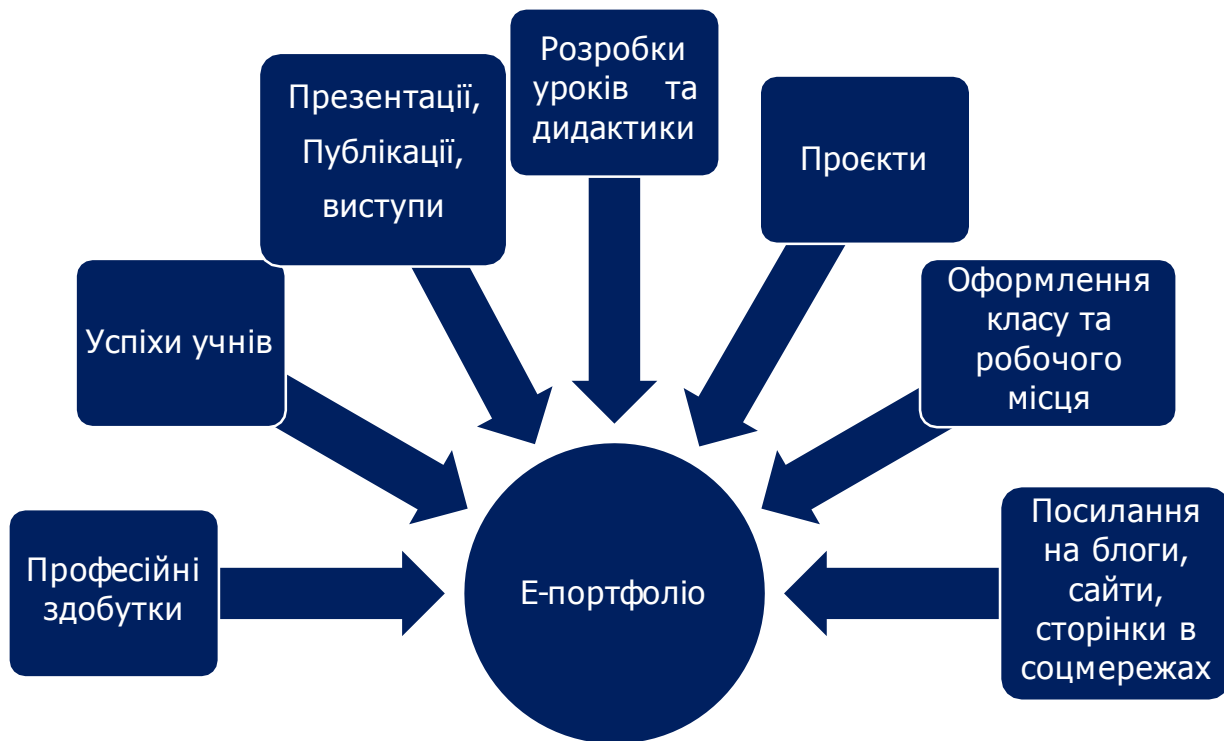 Розробки
уроків та
дидактики
Презентації,
Публікації,
виступи
Проєкти
Успіхи учнів
Оформлення
класу та
робочого
місця
Професійні
здобутки
Е-портфоліо
Посилання
на блоги,
сайти,
сторінки в
соцмережах